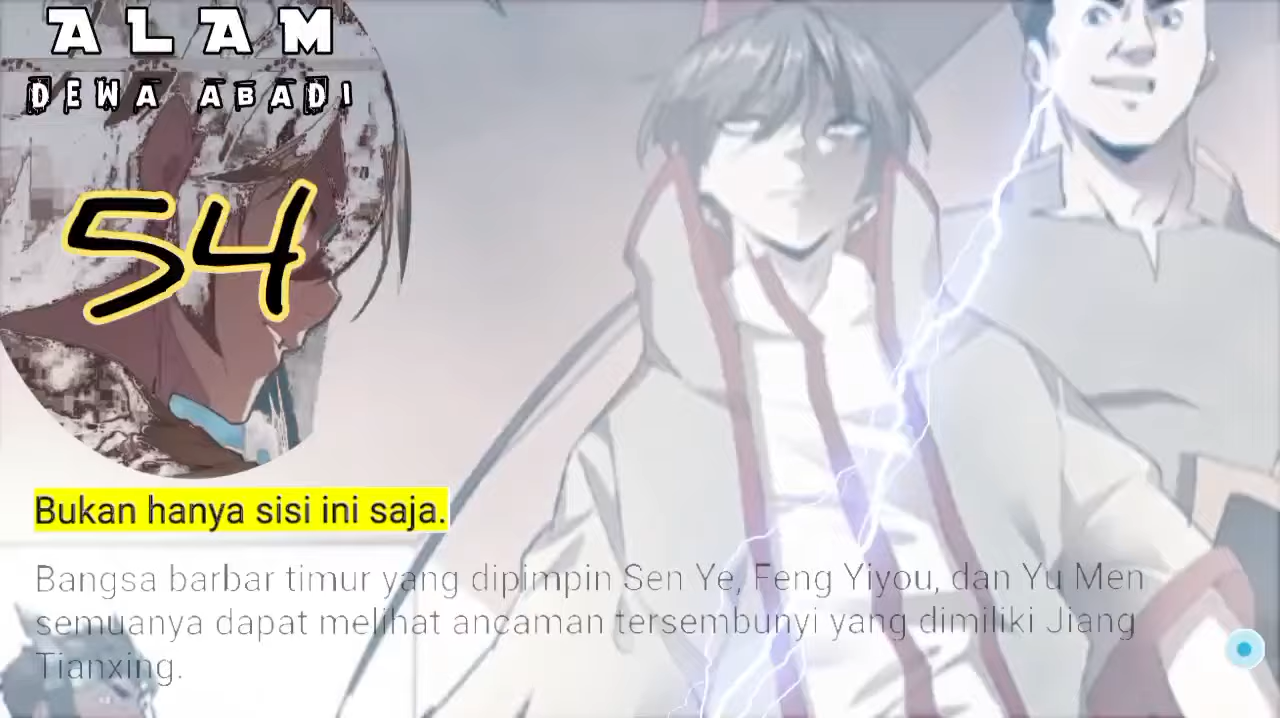 ALAM
DEWA ABADI
54
Bukan hanya sisi ini saja.
Bangsa barbar timur yang dipimpin Sen Ye, Feng Yiyou, dan Yu Men
semuanya dapat melihat ancaman tersembunyi yang dimiliki Jiang
Tianxing.